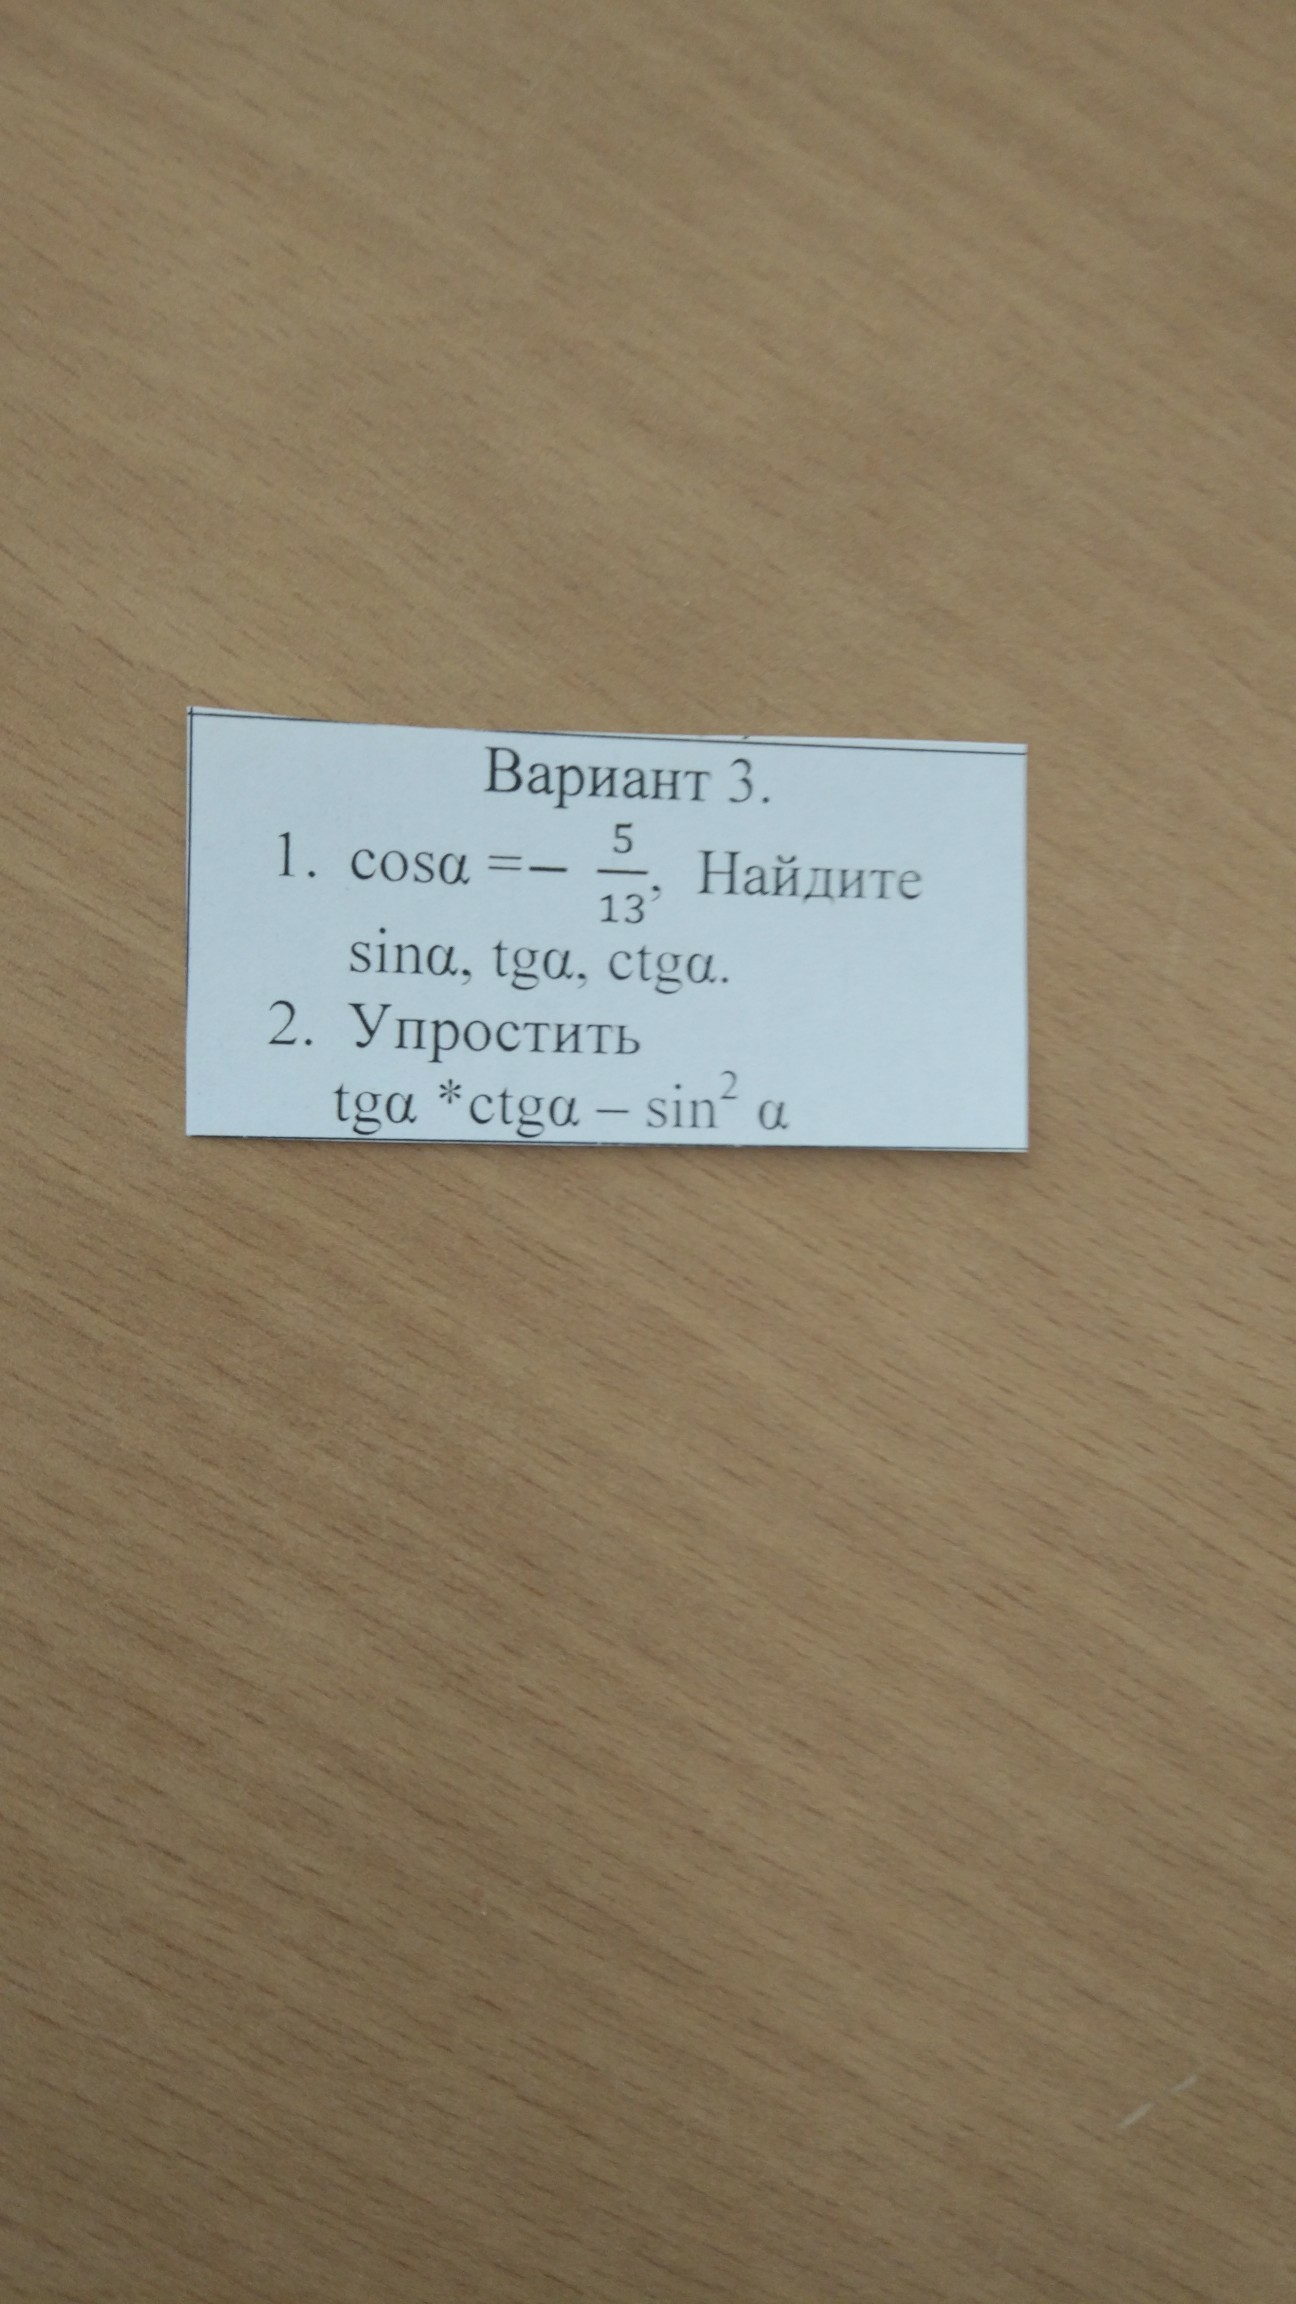 Вариант 3.
1. cosα =– 5/13, Найдите
sinα, tgα, ctgα.
2. Упростить
tgα *ctgα – sin² α